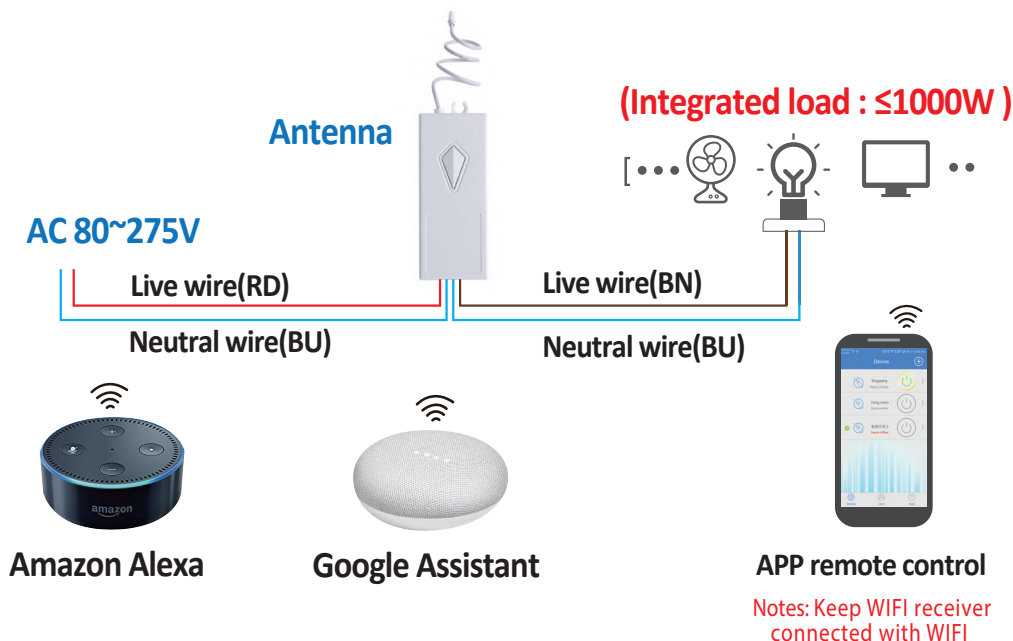 Antenna
(Integrated load : ≤1000W )
AC 80~275V
Live wire(RD)
Neutral wire(BU)
Live wire(BN)
Neutral wire(BU)
Device
amazon
Amazon Alexa
Google Assistant
APP remote control
Notes: Keep WIFI receiver
connected with WIFI